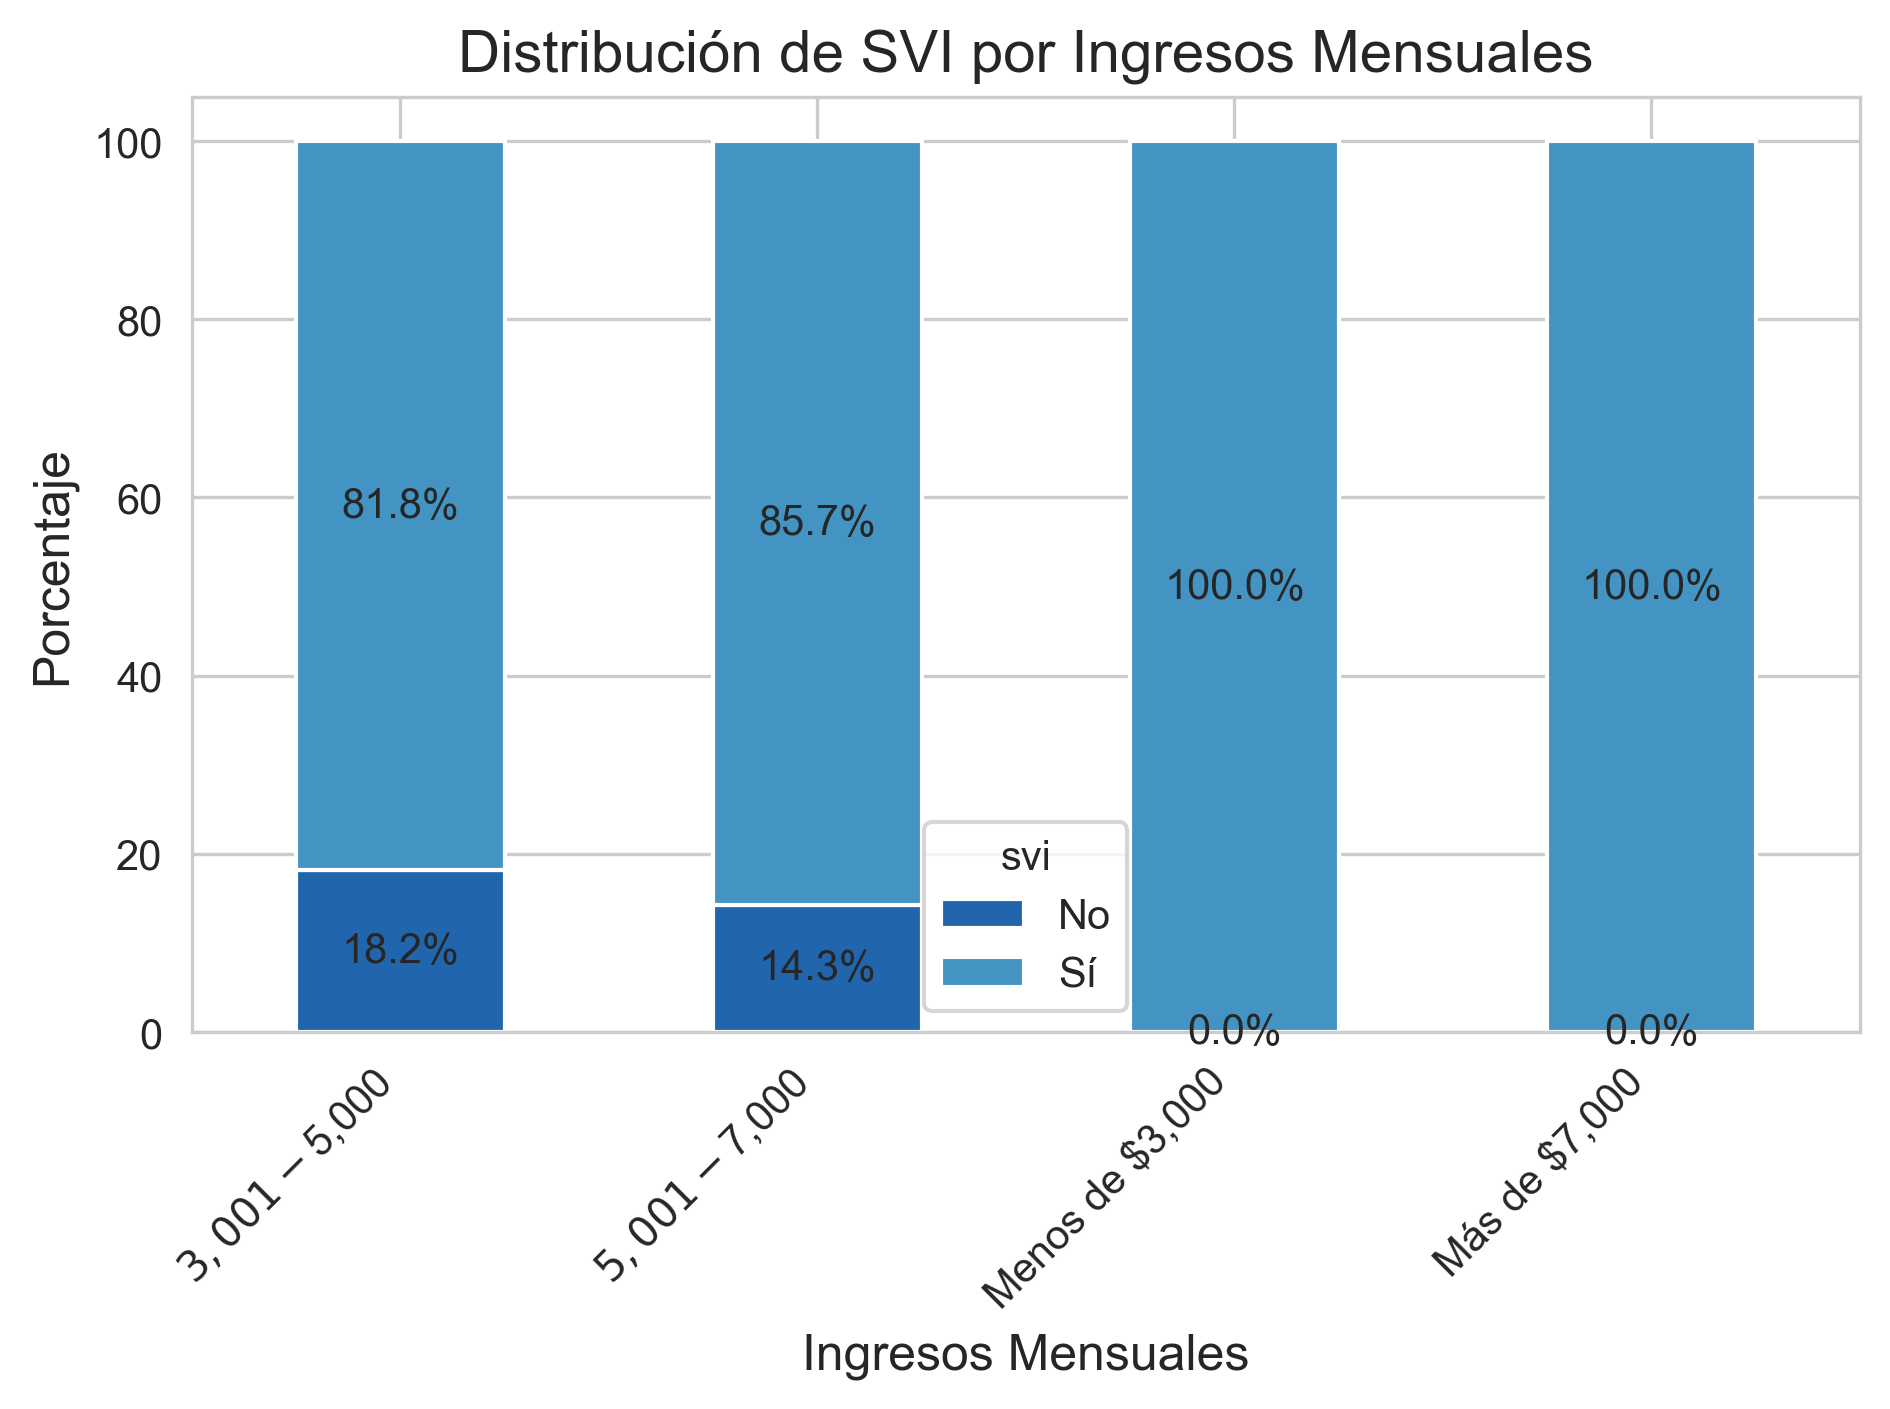 Distribución de SVI por Ingresos Mensuales
Porcentaje
100
80
60
40
20
0
81.8%
85.7%
100.0%
100.0%
18.2%
14.3%
0.0%
0.0%
svi
No
Sí
3, 001 − 5,000
5, 001 − 7,000
Menos de $3,000
Más de $7,000
Ingresos Mensuales